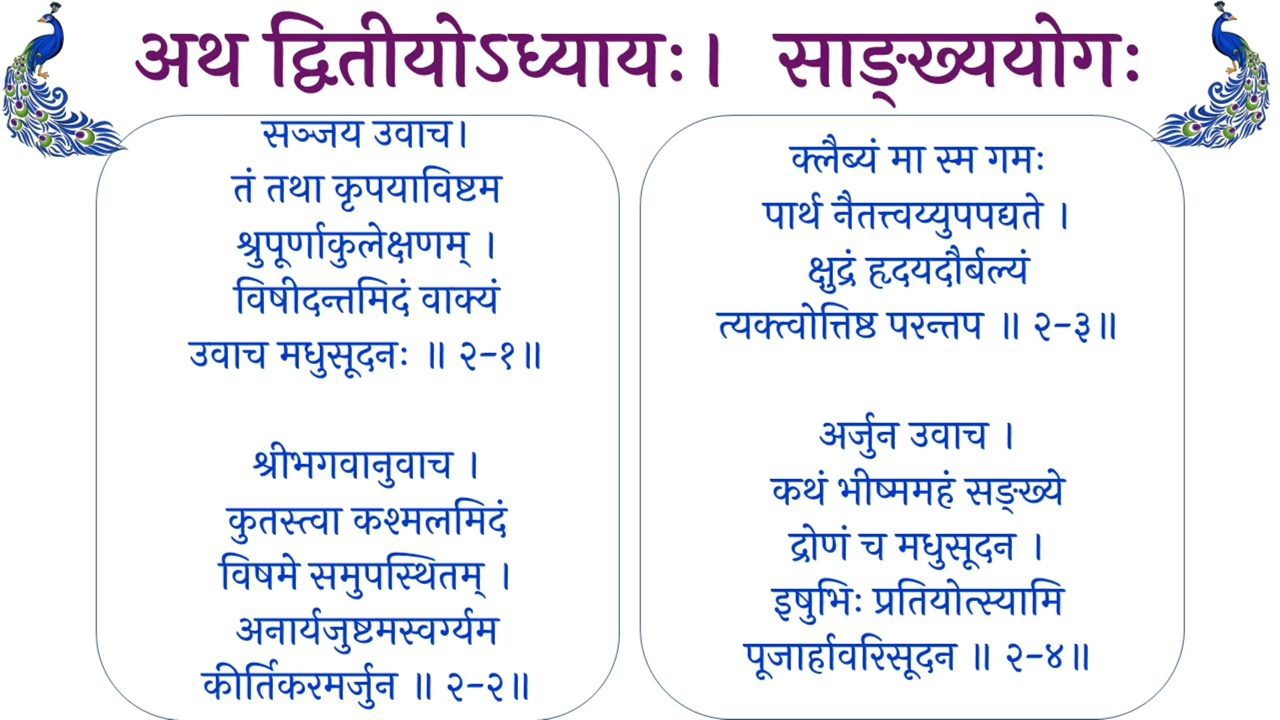 अथ द्वितीयोऽध्यायः। साङ्ख्ययोगः
सञ्जय उवाच।
तं तथा कृपयाविष्टम
श्रुपूर्णाकुलेक्षणम् ।
विषीदन्तमिदं वाक्यं
उवाच मधुसूदनः ॥ २-१॥
श्रीभगवानुवाच ।
कुतस्त्वा कश्मलमिदं
विषमे समुपस्थितम् ।
अनार्यजुष्टमस्वर्ग्यम
कीर्तिकरमर्जुन ॥ २-२॥
क्लैब्यं मा स्म गमः
पार्थ नैतत्त्वय्युपपद्यते ।
क्षुद्रं हृदयदौर्बल्यं
त्यक्त्वोत्तिष्ठ परन्तप ॥ २-३॥
अर्जुन उवाच ।
कथं भीष्ममहं सङ्ख्ये
द्रोणं च मधुसूदन ।
इषुभिः प्रतियोत्स्यामि
पूजार्हावरिसूदन ॥ २-४॥